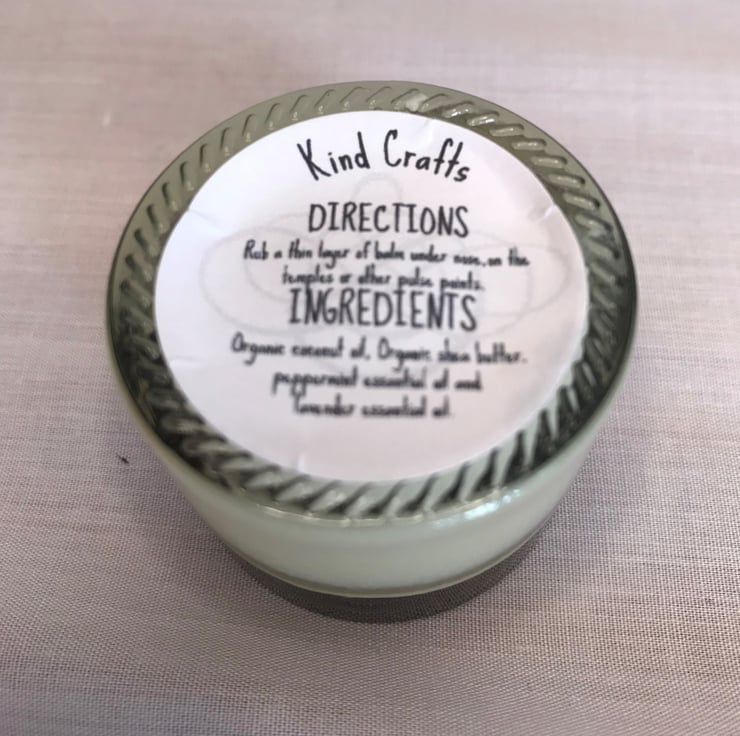 Kind Crafts
DIRECTIONS
Rub a thin layer of balm under nose, on the
temples or other pulse points.
INGREDIENTS
Organic coconut oil, Organic shea butter,
peppermint essential oil and
lavender essential oil.